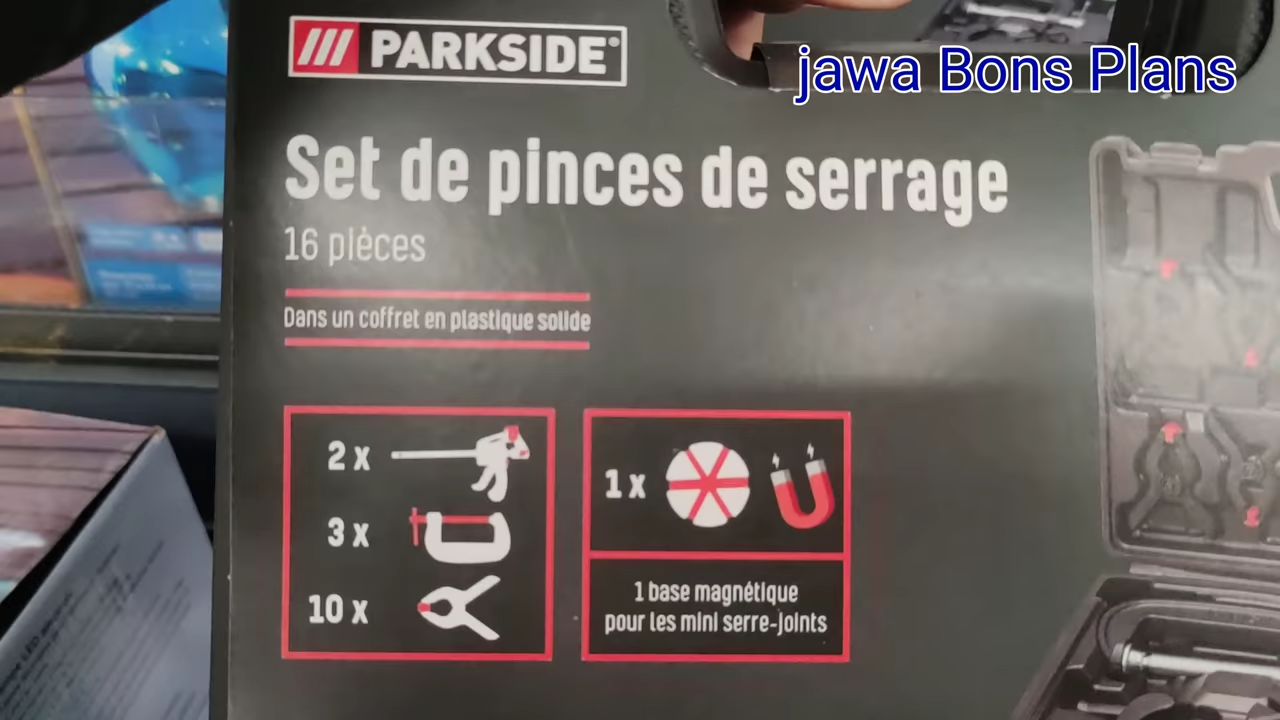 PARKSIDE®
jawa Bons Plans
Set de pinces de serrage
16 pièces
Dans un coffret en plastique solide
2 x
3 x
10 x
1 x
1 base magnétique
pour les mini serre-joints